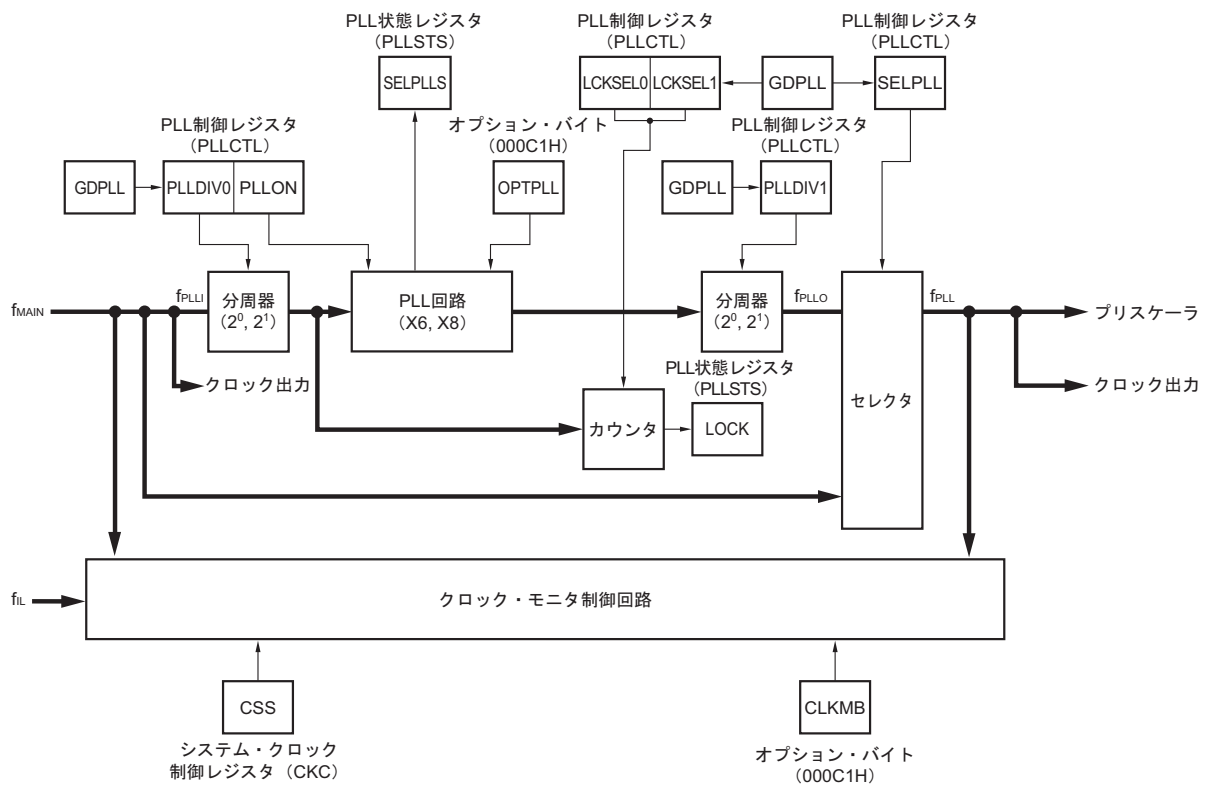 PLL状態レジスタ
（PLLSTS）
SELPLLS
PLL制御レジスタ
（PLLCTL）
LCKSEL0 LCKSEL1
GDPLL
PLL制御レジスタ
（PLLCTL）
SELPLL
PLL制御レジスタ
（PLLCTL）
GDPLL
PLLDIV0 PLLON
オプション・バイト
（000C1H）
OPTPLL
PLL制御レジスタ
（PLLCTL）
GDPLL
PLLDIV1
fMAIN
fPLLI
分周器
（2⁰, 2¹）
PLL回路
（X6, X8）
分周器
（2⁰, 2¹）
fPLLO
セレクタ
fPLL
プリスケーラ
クロック出力
クロック出力
カウンタ
PLL状態レジスタ
（PLLSTS）
LOCK
fIL
クロック・モニタ制御回路
CSS
システム・クロック
制御レジスタ（CKC）
CLKMB
オプション・バイト
（000C1H）